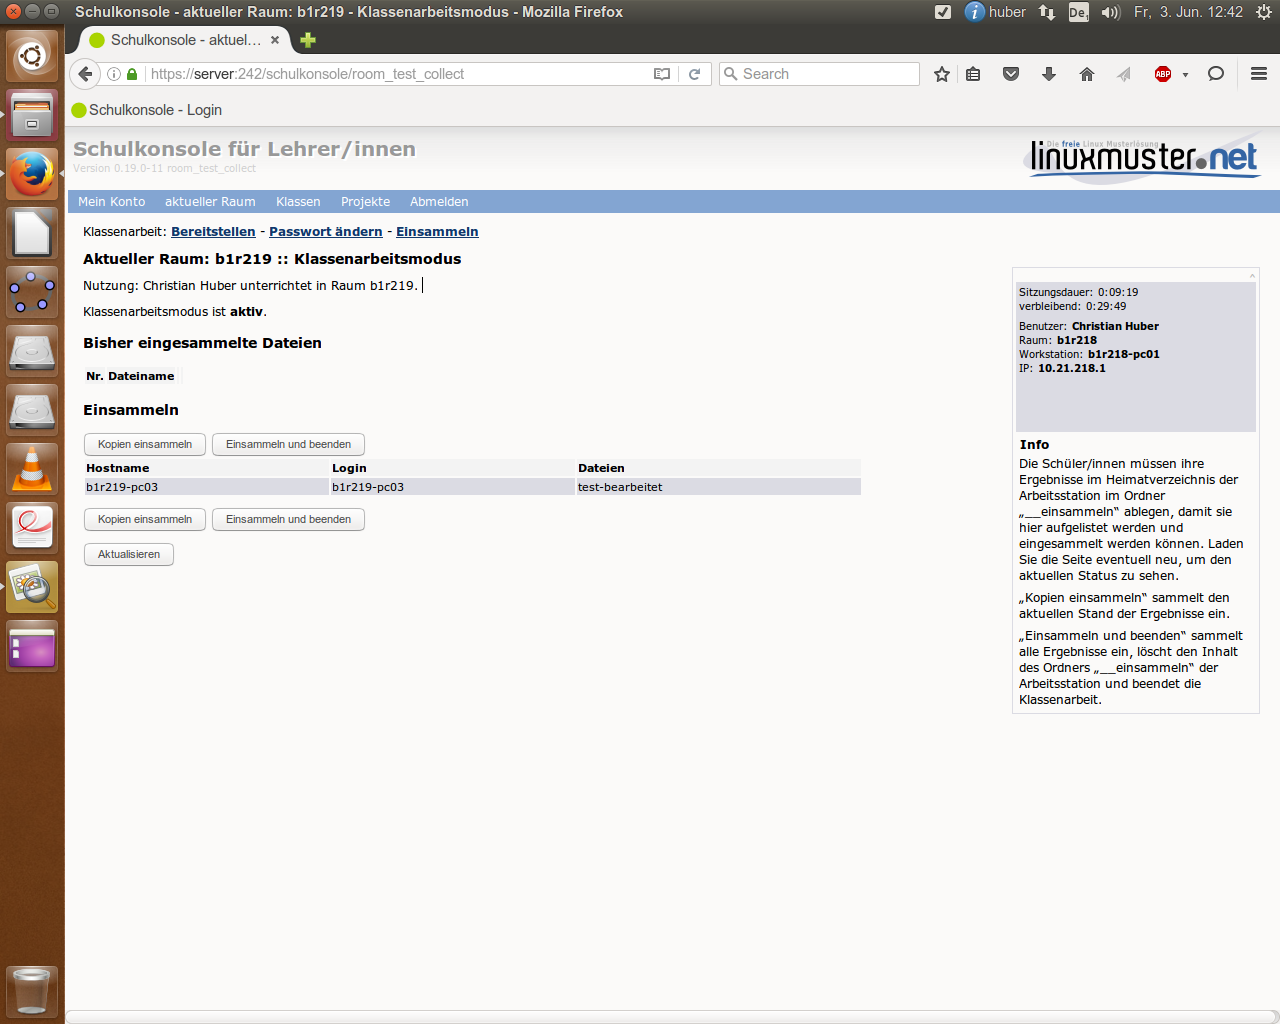 Schulkonsole - aktueller Raum: b1r219 - Klassenarbeitsmodus - Mozilla Firefox
huber De1 Fr, 3. Jun. 12:42
Schulkonsole - aktuel…
https://server:242/schulkonsole/room_test_collect
Search
ABP
Schulkonsole - Login
Schulkonsole für Lehrer/innen
Version 0.19.0-11 room_test_collect
Die freie Linux Musterlösung
linuxmuster.net
Mein Konto aktueller Raum Klassen Projekte Abmelden
Klassenarbeit: Bereitstellen - Passwort ändern - Einsammeln
Aktueller Raum: b1r219 :: Klassenarbeitsmodus
Nutzung: Christian Huber unterrichtet in Raum b1r219.
Klassenarbeitsmodus ist aktiv.
Bisher eingesammelte Dateien
Nr. Dateiname
Einsammeln
Kopien einsammeln Einsammeln und beenden
Hostname Login Dateien
b1r219-pc03 b1r219-pc03 test-bearbeitet
Kopien einsammeln Einsammeln und beenden
Aktualisieren
Sitzungsdauer: 0:09:19
verbleibend: 0:29:49
Benutzer: Christian Huber
Raum: b1r218
Workstation: b1r218-pc01
IP: 10.21.218.1
Info
Die Schüler/innen müssen ihre
Ergebnisse im Heimatverzeichnis der
Arbeitsstation im Ordner
„__einsammeln“ ablegen, damit sie
hier aufgelistet werden und
eingesammelt werden können. Laden
Sie die Seite eventuell neu, um den
aktuellen Status zu sehen.
„Kopien einsammeln“ sammelt den
aktuellen Stand der Ergebnisse ein.
„Einsammeln und beenden“ sammelt
alle Ergebnisse ein, löscht den Inhalt
des Ordners „__einsammeln“ der
Arbeitsstation und beendet die
Klassenarbeit.